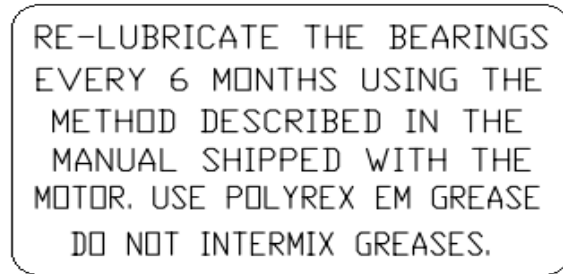 RE-LUBRICATE THE BEARINGS
EVERY 6 MONTHS USING THE
METHOD DESCRIBED IN THE
MANUAL SHIPPED WITH THE
MOTOR. USE POLYREX EM GREASE
DO NOT INTERMIX GREASES.